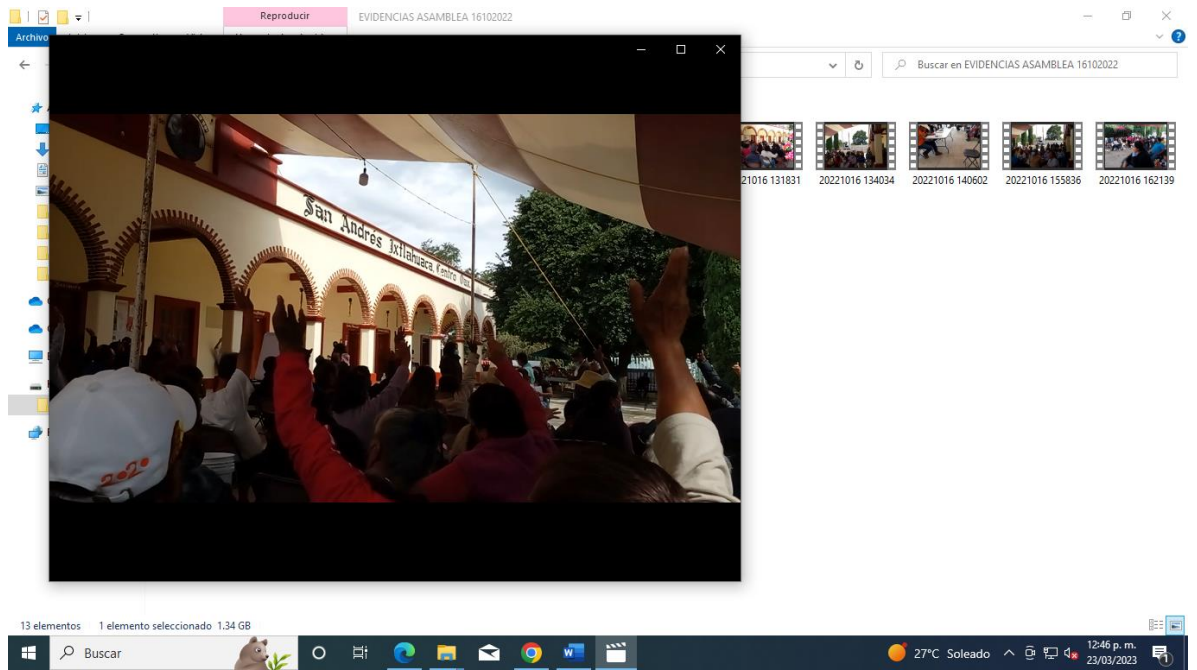 Reproducir
EVIDENCIAS ASAMBLEA 16102022
Archivo
Buscar en EVIDENCIAS ASAMBLEA 16102022
San Andrés Ixtlahuaca, Centro
2020
21016 131831
20221016 134034
20221016 140602
20221016 155836
20221016 162139
13 elementos
1 elemento seleccionado 1.34 GB
Buscar
27°C Soleado
12:46 p. m.
23/03/2023